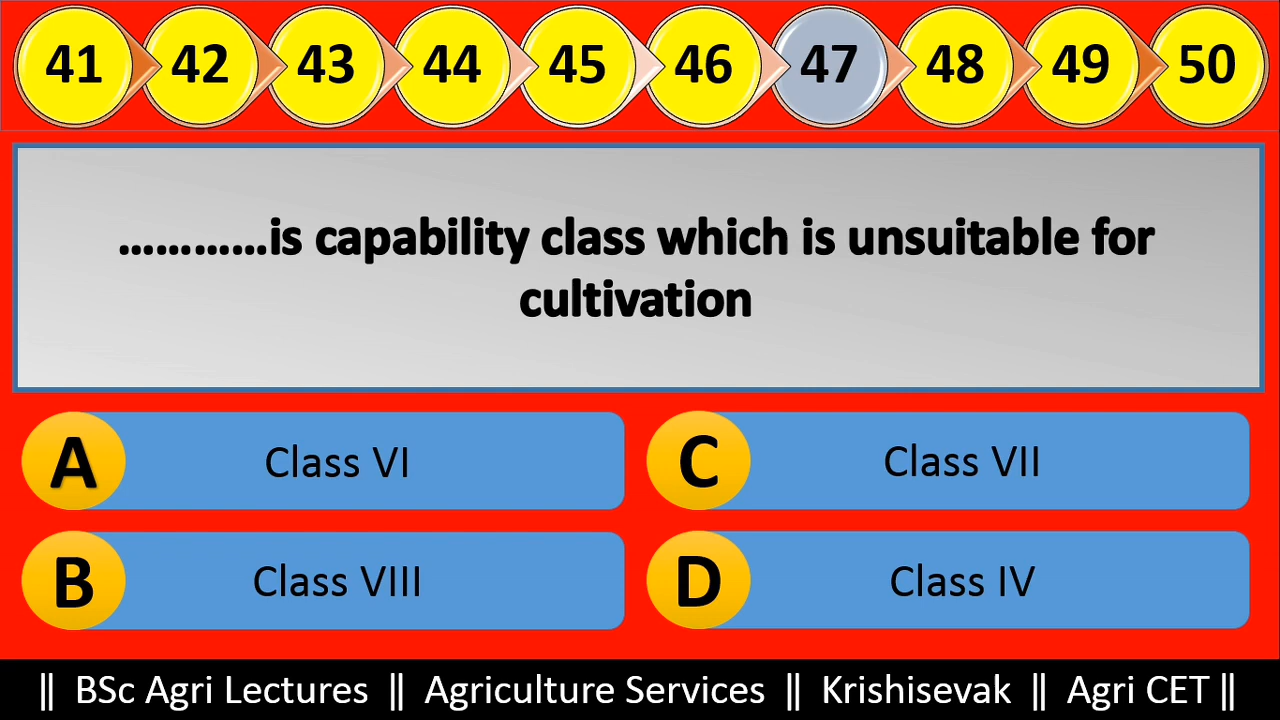 41 42 43 44 45 46 47 48 49 50
............is capability class which is unsuitable for
cultivation
A Class VI
C Class VII
B Class VIII
D Class IV
|| BSc Agri Lectures || Agriculture Services || Krishisevak || Agri CET ||